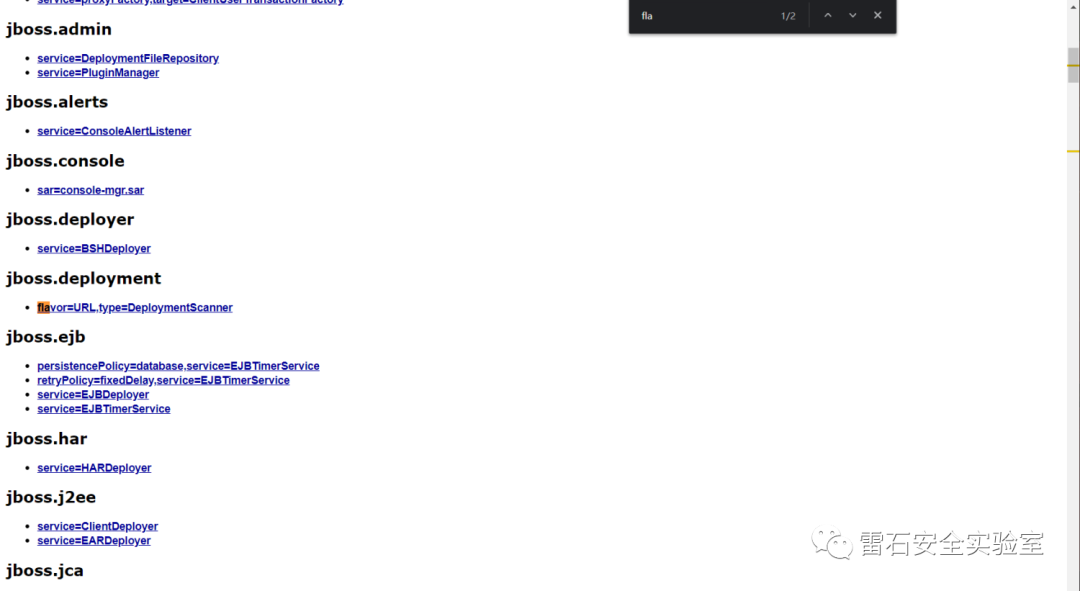 service=proxyFactory,target=ClientUserTransactionFactory
fla 1/2
jboss.admin
service=DeploymentFileRepository
service=PluginManager
jboss.alerts
service=ConsoleAlertListener
jboss.console
sar=console-mgr.sar
jboss.deployer
service=BSHDeployer
jboss.deployment
flavor=URL,type=DeploymentScanner
jboss.ejb
persistencePolicy=database,service=EJBTimerService
retryPolicy=fixedDelay,service=EJBTimerService
service=EJBDeployer
service=EJBTimerService
jboss.har
service=HARDeployer
jboss.j2ee
service=ClientDeployer
service=EARDeployer
雷石安全实验室
jboss.jca